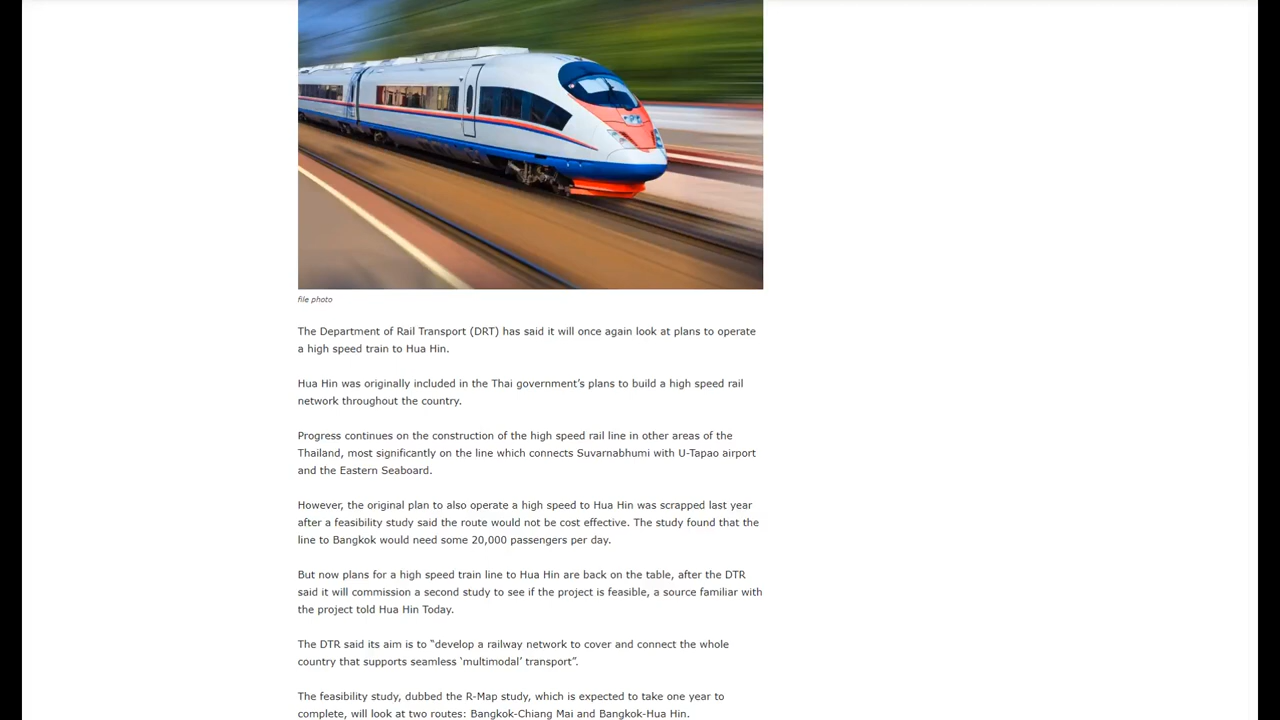 file photo
The Department of Rail Transport (DRT) has said it will once again look at plans to operate
a high speed train to Hua Hin.
Hua Hin was originally included in the Thai government’s plans to build a high speed rail
network throughout the country.
Progress continues on the construction of the high speed rail line in other areas of the
Thailand, most significantly on the line which connects Suvarnabhumi with U-Tapao airport
and the Eastern Seaboard.
However, the original plan to also operate a high speed to Hua Hin was scrapped last year
after a feasibility study said the route would not be cost effective. The study found that the
line to Bangkok would need some 20,000 passengers per day.
But now plans for a high speed train line to Hua Hin are back on the table, after the DTR
said it will commission a second study to see if the project is feasible, a source familiar with
the project told Hua Hin Today.
The DTR said its aim is to “develop a railway network to cover and connect the whole
country that supports seamless ‘multimodal’ transport”.
The feasibility study, dubbed the R-Map study, which is expected to take one year to
complete, will look at two routes: Bangkok-Chiang Mai and Bangkok-Hua Hin.